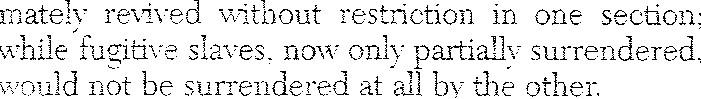 mately revived without restriction in one section;
while fugitive slaves, now only partially surrendered,
would not be surrendered at all by the other.